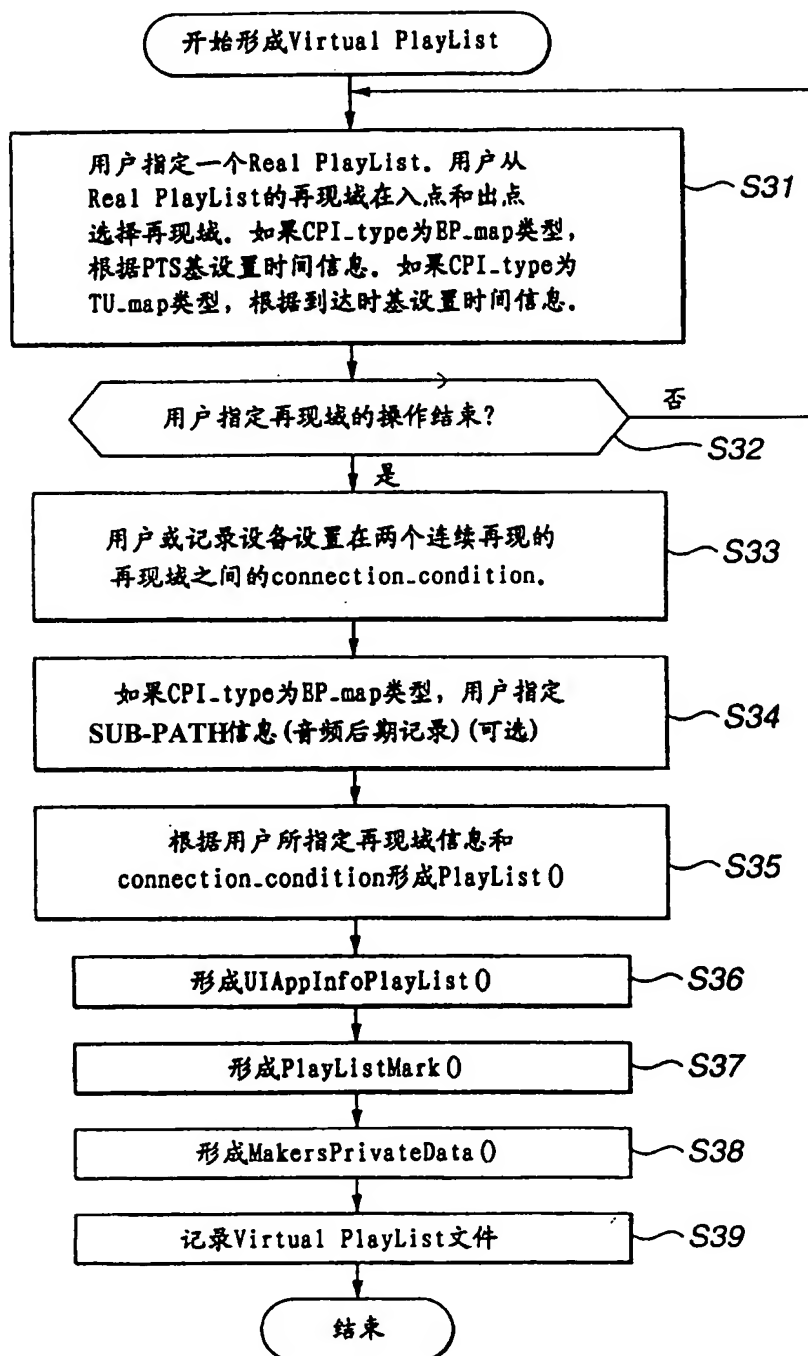 开始形成Virtual PlayList
用户指定一个Real PlayList。用户从
Real PlayList的再现域在入点和出点
选择再现域。如果CPI_type为EP_map类型,
根据PTS基设置时间信息。如果CPI_type为
TU_map类型,根据到达时基设置时间信息。
S31
用户指定再现域的操作结束?
否
S32
是
用户或记录设备设置在两个连续再现的
再现域之间的connection_condition。
S33
如果CPI_type为EP_map类型,用户指定
SUB-PATH信息(音频后期记录)(可选)
S34
根据用户所指定再现域信息和
connection_condition形成PlayList()
S35
形成UIAppInfoPlayList()
S36
形成PlayListMark()
S37
形成MakersPrivateData()
S38
记录Virtual PlayList文件
S39
结束